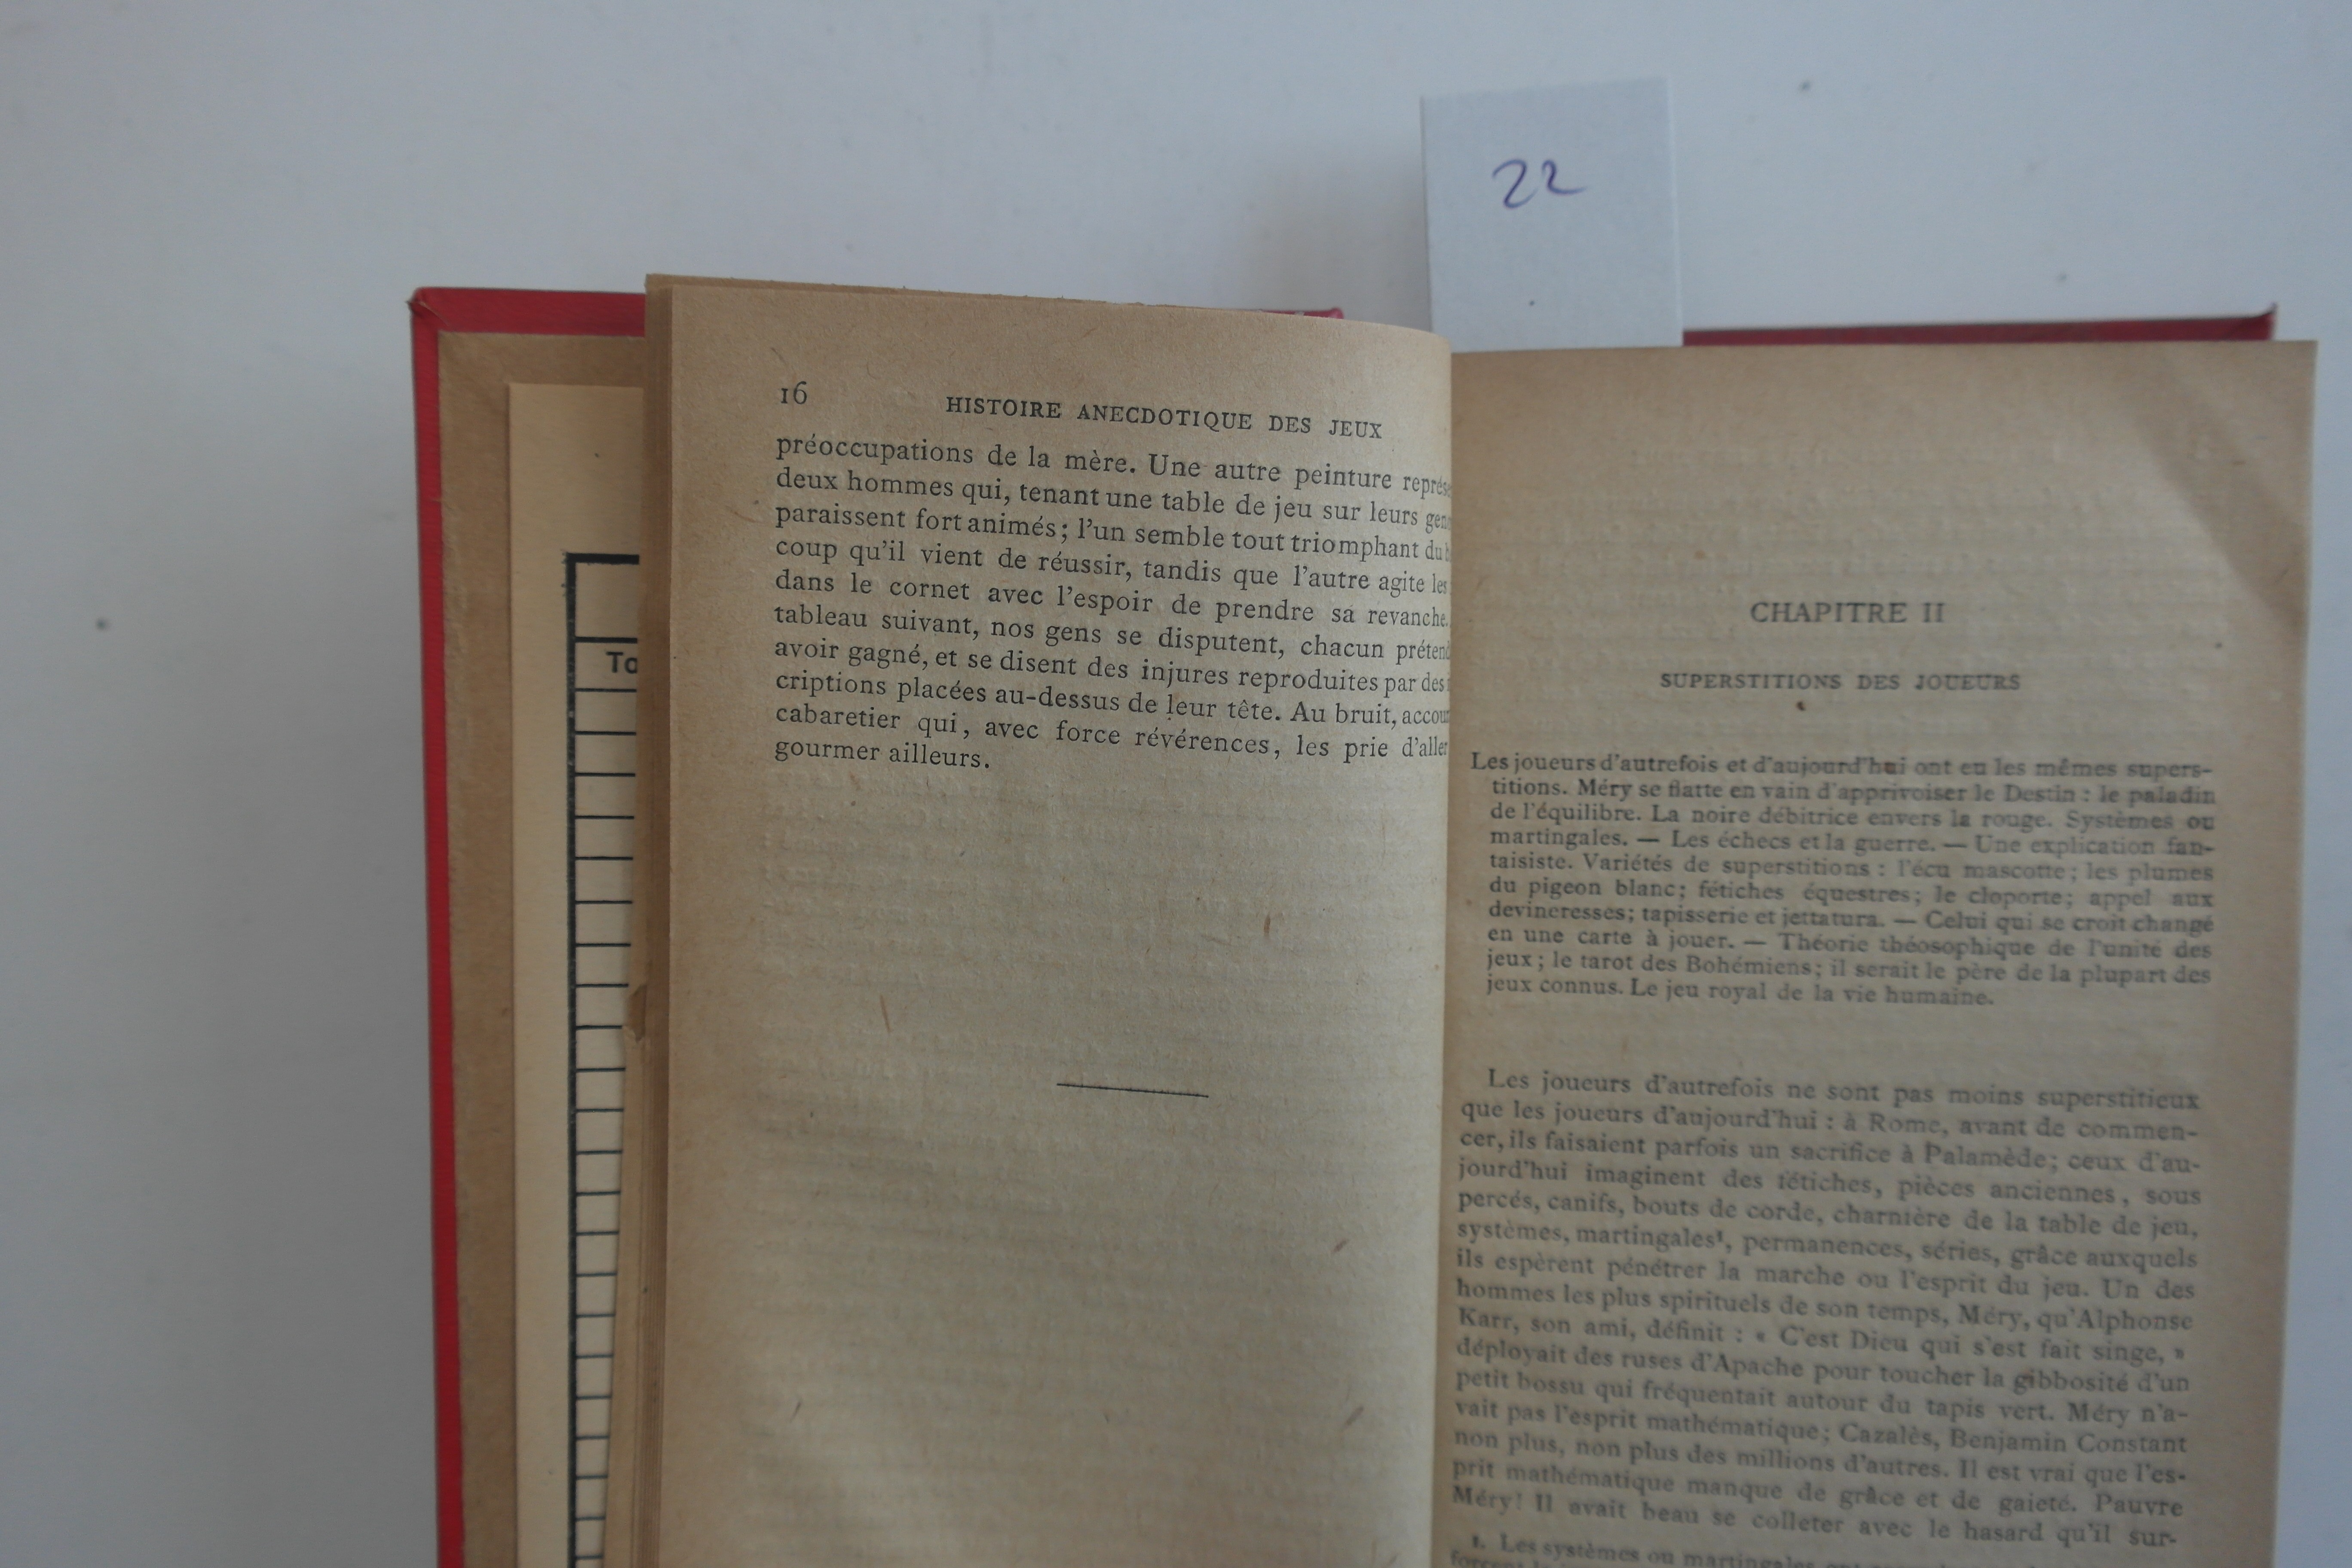 22
To
16 HISTOIRE ANECDOTIQUE DES JEUX
préoccupations de la mère. Une autre peinture représe
deux hommes qui, tenant une table de jeu sur leurs gen
paraissent fort animés; l'un semble tout triomphant du
coup qu'il vient de réussir, tandis que l'autre agite les
dans le cornet avec l'espoir de prendre sa revanche.
tableau suivant, nos gens se disputent, chacun prétend
avoir gagné, et se disent des injures reproduites par des
criptions placées au-dessus de leur tête. Au bruit, accour
cabaretier qui, avec force révérences, les prie d'aller
gourmer ailleurs.
CHAPITRE II
SUPERSTITIONS DES JOUEURS
Les joueurs d'autrefois et d'aujourd'hui ont eu les mêmes supers-
titions. Méry se flatte en vain d'apprivoiser le Destin : le paladin
de l'équilibre. La noire débitrice envers la rouge. Systèmes ou
martingales. — Les échecs et la guerre. — Une explication fan-
taisiste. Variétés de superstitions : l'écu mascotte; les plumes
du pigeon blanc; fétiches équestres; le cloporte; appel aux
devineresses; tapisserie et jettatura. — Celui qui se croit changé
en une carte à jouer. — Théorie théosophique de l'unité des
jeux; le tarot des Bohémiens; il serait le père de la plupart des
jeux connus. Le jeu royal de la vie humaine.
Les joueurs d'autrefois ne sont pas moins superstitieux
que les joueurs d'aujourd'hui : à Rome, avant de commen-
cer, ils faisaient parfois un sacrifice à Palamède; ceux d'au-
jourd'hui imaginent des fétiches, pièces anciennes, sous
percés, canifs, bouts de corde, charnière de la table de jeu,
systèmes, martingales¹, permanences, séries, grâce auxquels
ils espèrent pénétrer la marche ou l'esprit du jeu. Un des
hommes les plus spirituels de son temps, Méry, qu'Alphonse
Karr, son ami, définit : « C'est Dieu qui s'est fait singe, »
déployait des ruses d'Apache pour toucher la gibbosité d'un
petit bossu qui fréquentait autour du tapis vert. Méry n'a-
vait pas l'esprit mathématique; Cazalès, Benjamin Constant
non plus, non plus des millions d'autres. Il est vrai que l'es-
prit mathématique manque de grâce et de gaieté. Pauvre
Méry! Il avait beau se colleter avec le hasard qu'il sur-
1. Les systèmes ou martingales ont